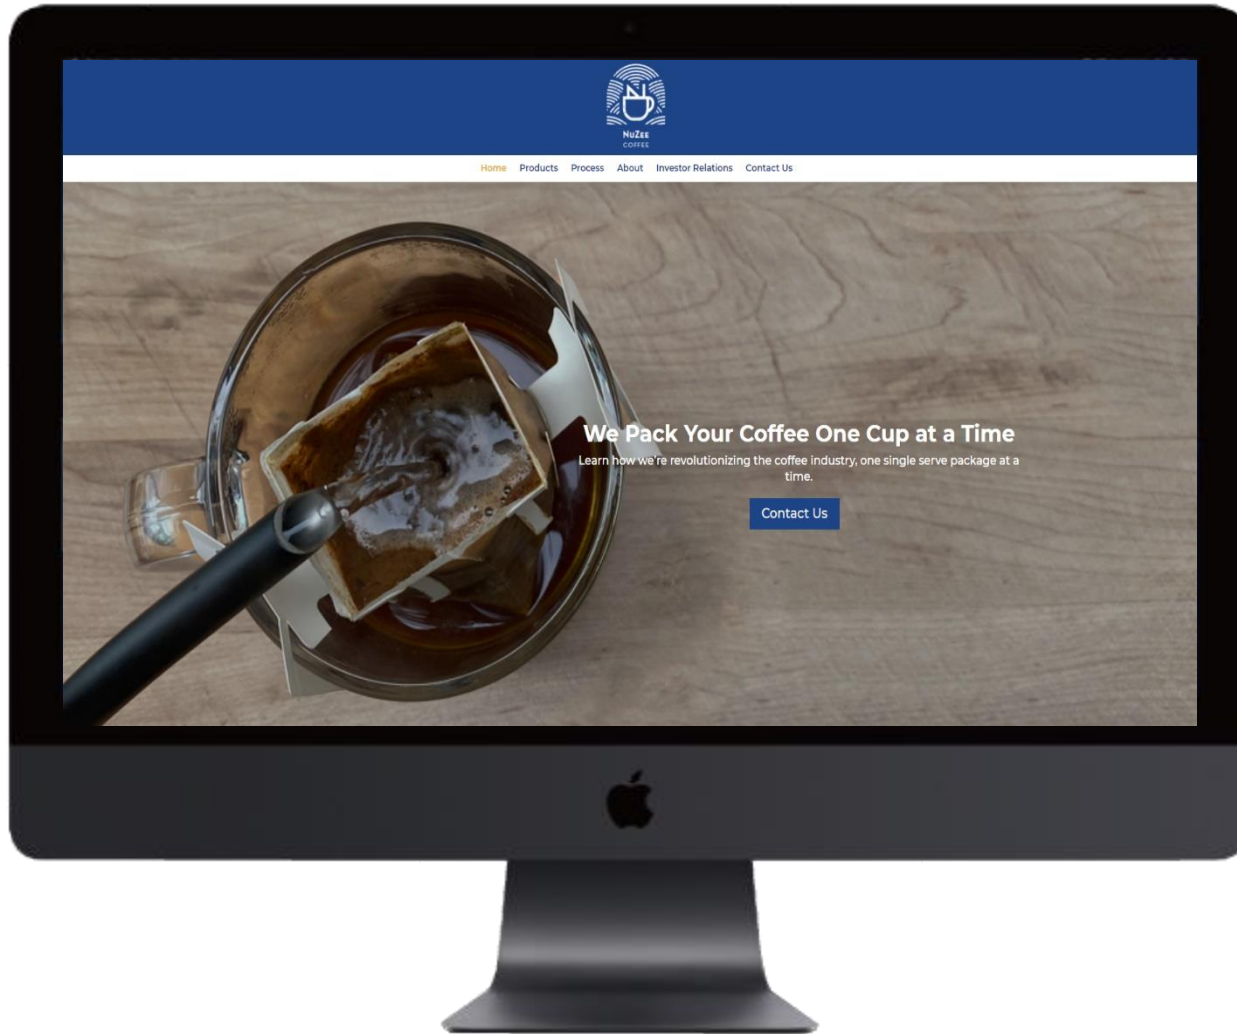 NuZee
COFFEE
Home Products Process About Investor Relations Contact Us
We Pack Your Coffee One Cup at a Time
Learn how we're revolutionizing the coffee industry, one single serve package at a
time.
Contact Us